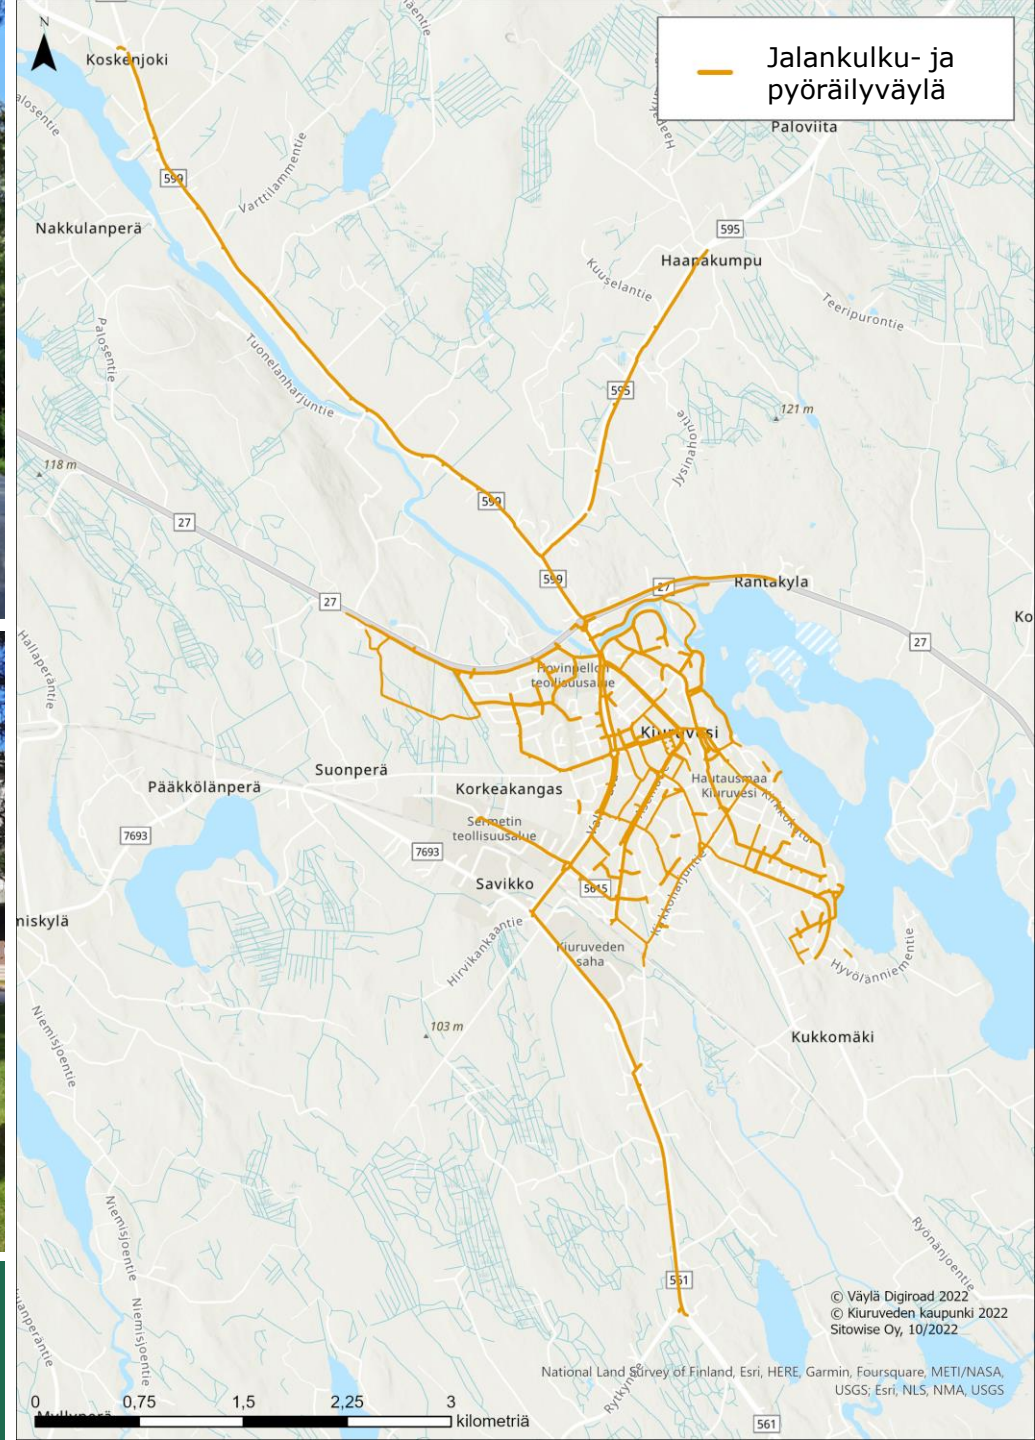 N
Jalankulku- ja
pyöräilyväylä
Koskenjoki
Paloviita
599
Varttilammentie
Nakkulanperä
595
Haapakumpu
Kuuselantie
Teeripurontie
Palosentie
Tuonelanharjuntie
595
121 m
Jysinahontie
118 m
599
27
599
27
Rantakyla
27
27
Hallaperäntie
Hovinpellon
teollisuusalue
Kiuruvesi
Suonperä
Pääkkölänperä
Korkeakangas
Hautausmaa
Kiuruvesi
Sermetin
teollisuusalue
7693
7693
Savikko
5615
Kirkkoharjuntie
niskylä
Hirvikankaantie
Kiuruveden
saha
Hyvölänniementie
Niemisjoentie
103 m
Kukkomäki
Niemisjoentie
Ryönänjoentie
561
Niemisjoentie
© Väylä Digiroad 2022
© Kiuruveden kaupunki 2022
Sitowise Oy, 10/2022
National Land Survey of Finland, Esri, HERE, Garmin, Foursquare, METI/NASA,
USGS; Esri, NLS, NMA, USGS
0 0,75 1,5 2,25 3
kilometriä
561